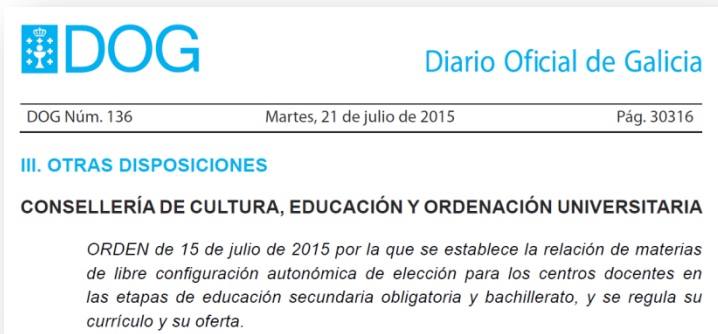 DOG
Diario Oficial de Galicia
DOG Núm. 136 Martes, 21 de julio de 2015 Pág. 30316
III. OTRAS DISPOSICIONES
CONSELLERÍA DE CULTURA, EDUCACIÓN Y ORDENACIÓN UNIVERSITARIA
ORDEN de 15 de julio de 2015 por la que se establece la relación de materias
de libre configuración autonómica de elección para los centros docentes en
las etapas de educación secundaria obligatoria y bachillerato, y se regula su
currículo y su oferta.